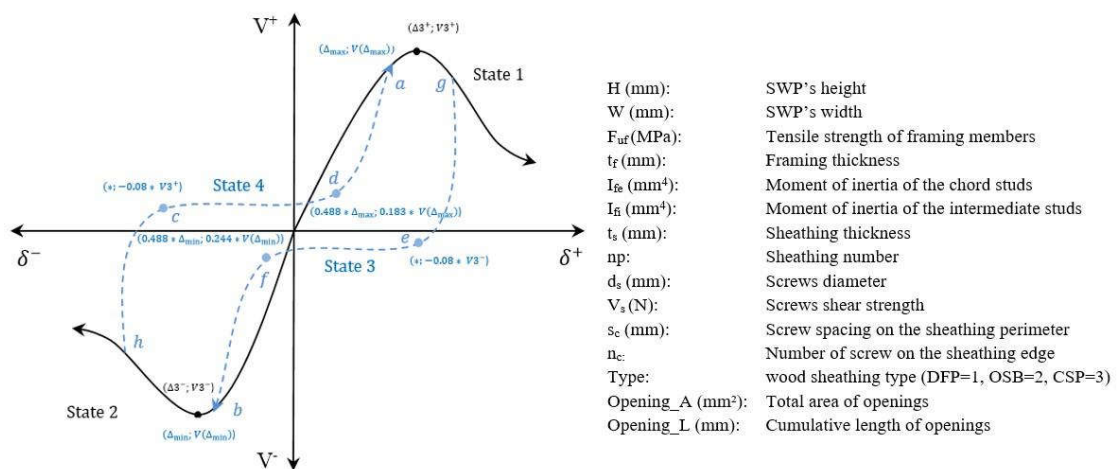 V⁺
(Δ3⁺; V3⁺)
(Δmax; V(Δmax))
State 1
a
g
State 4
d
(*; −0.08 * V3⁺)
c
(0.488 * Δmax; 0.183 * V(Δmax))
(0.488 * Δmin; 0.244 * V(Δmin))
e
δ⁻
f
State 3
(*; −0.08 * V3⁻)
δ⁺
h
(Δ3⁻; V3⁻)
b
State 2
(Δmin; V(Δmin))
V⁻
H (mm): SWP's height
W (mm): SWP's width
Fuf (MPa): Tensile strength of framing members
tf (mm): Framing thickness
Ife (mm⁴) Moment of inertia of the chord studs
Ifi (mm⁴): Moment of inertia of the intermediate studs
ts (mm): Sheathing thickness
np: Sheathing number
ds (mm): Screws diameter
Vs (N): Screws shear strength
sc (mm): Screw spacing on the sheathing perimeter
nc: Number of screw on the sheathing edge
Type: wood sheathing type (DFP=1, OSB=2, CSP=3)
Opening_A (mm²): Total area of openings
Opening_L (mm): Cumulative length of openings